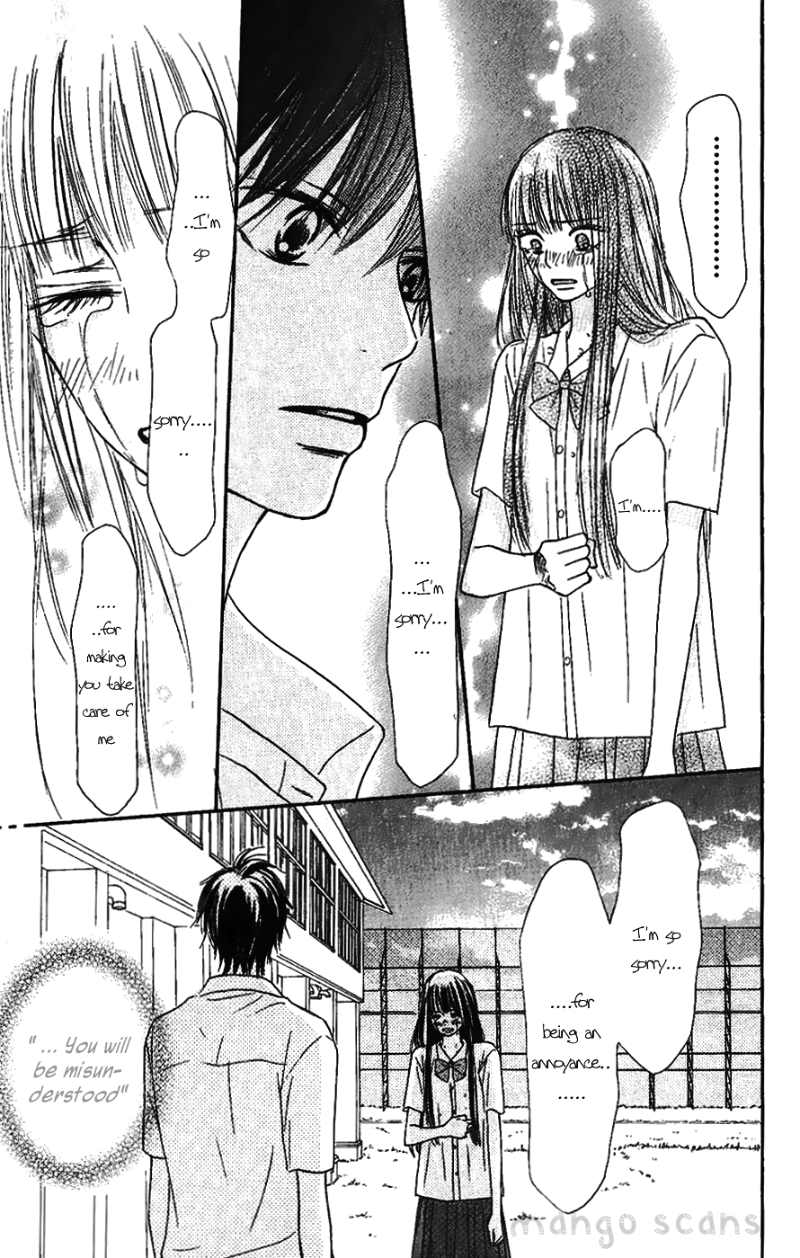 ..............
I'm....
...
...I'm
sorry...
...
...
..I'm
so
sorry....
..
....
..for
making
you take
care of
me
I'm so
sorry...
....for
being an
annoyance..
.....
" ... You will
be misun-
derstood"
mango scans